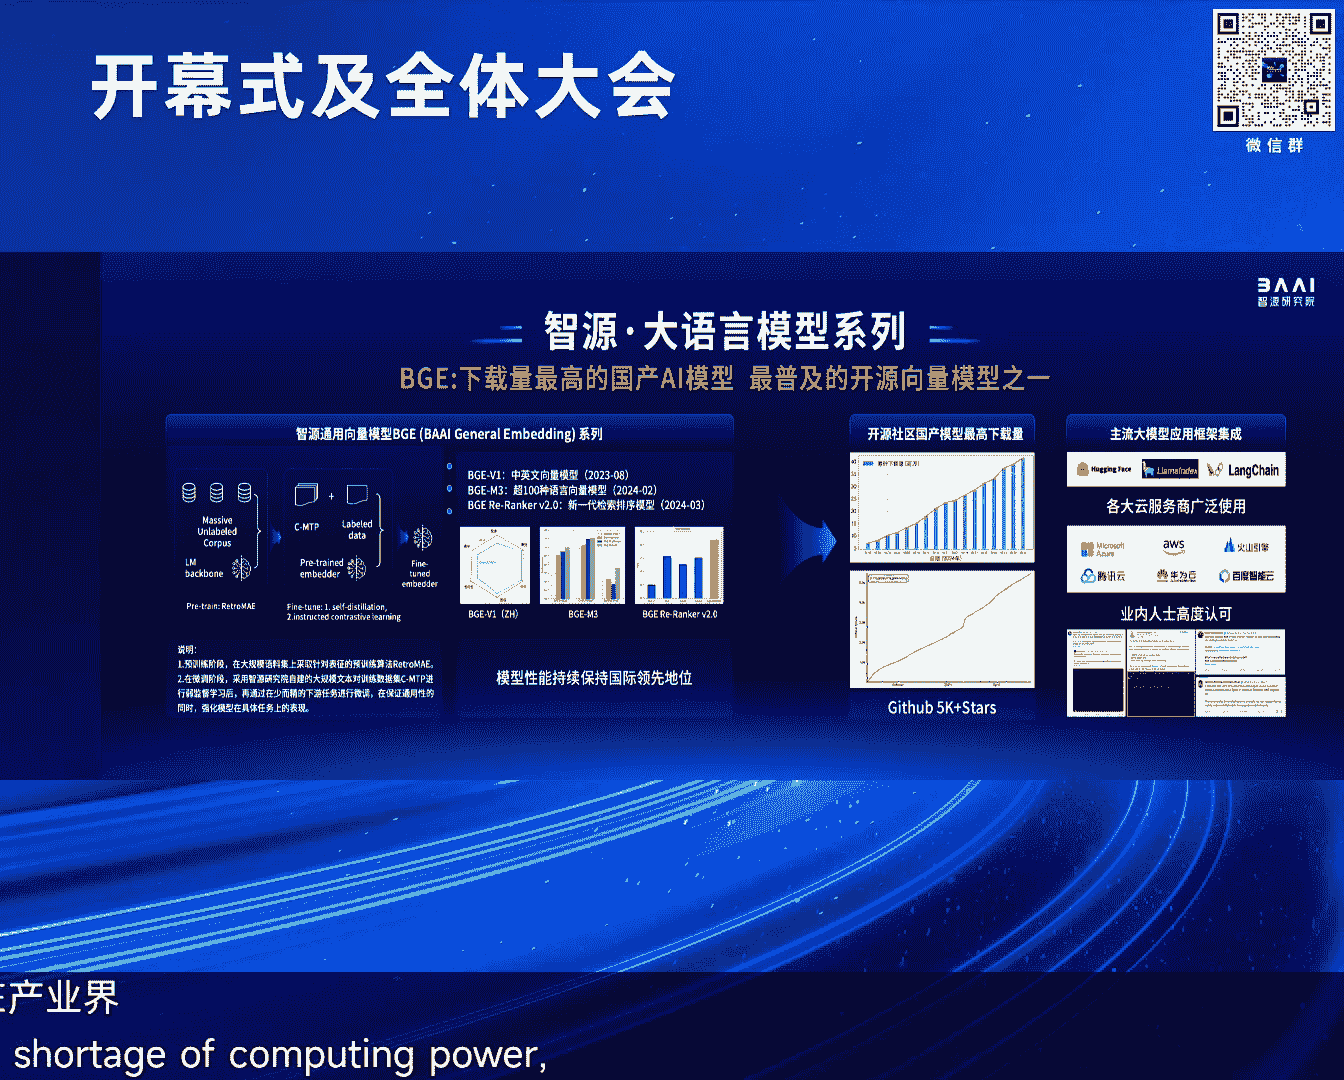 开幕式及全体大会
微信群
BAAI
智源研究院
智源·大语言模型系列
BGE:下载量最高的国产AI模型 最普及的开源向量模型之一
智源通用向量模型BGE (BAAI General Embedding) 系列
Massive
Unlabeled
Corpus
LM
backbone
Pre-train: RetroMAE
+
C-MTP
Labeled
data
Pre-trained
embedder
Fine-tune: 1. self-distillation,
2.instructed contrastive learning
Fine-
tuned
embedder
BGE-V1：中英文向量模型（2023-08）
BGE-M3：超100种语言向量模型（2024-02）
BGE Re-Ranker v2.0：新一代检索排序模型（2024-03）
BGE-V1（ZH）
BGE-M3
BGE Re-Ranker v2.0
说明：
1.预训练阶段，在大规模语料集上采取针对表征的预训练算法RetroMAE。
2.在微调阶段，采用智源研究院自建的大规模文本对训练数据集C-MTP进
行弱监督学习后，再通过在少而精的下游任务进行微调，在保证通用性的
同时，强化模型在具体任务上的表现。
模型性能持续保持国际领先地位
开源社区国产模型最高下载量
Github 5K+Stars
主流大模型应用框架集成
Hugging Face
LlamaIndex
LangChain
各大云服务商广泛使用
Microsoft
Azure
aws
火山引擎
腾讯云
华为云
百度智能云
业内人士高度认可
产业界
shortage of computing power,